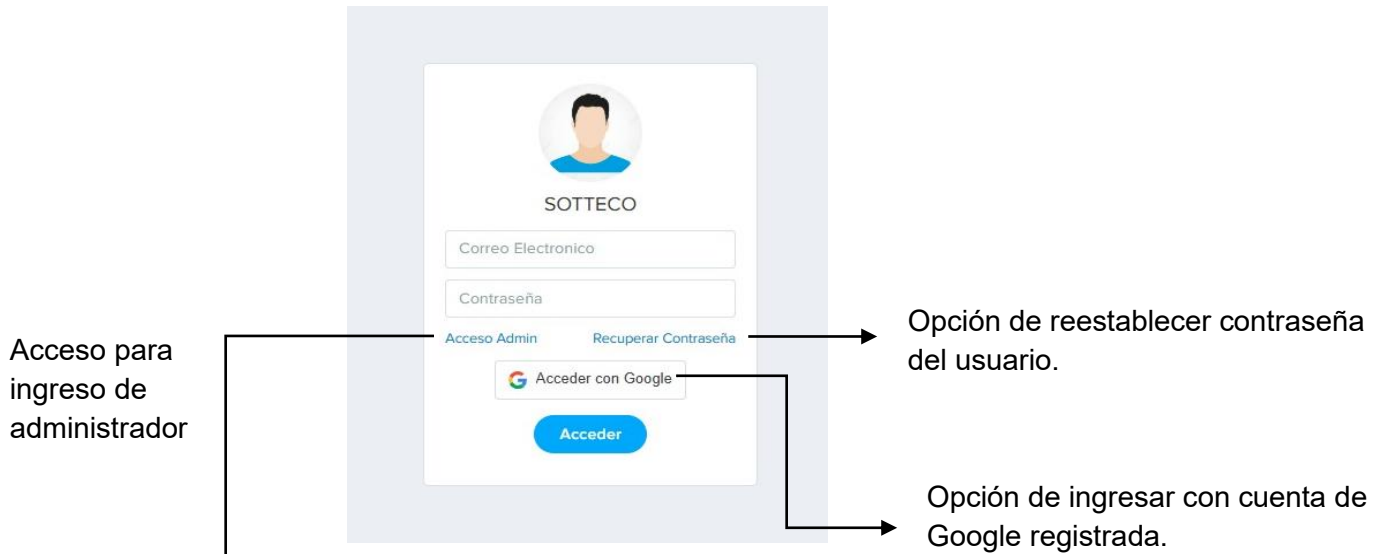 SOTTECO
Correo Electronico
Contraseña
Acceso Admin
Recuperar Contraseña
Acceder con Google
Acceder
Acceso para
ingreso de
administrador
Opción de reestablecer contraseña
del usuario.
Opción de ingresar con cuenta de
Google registrada.